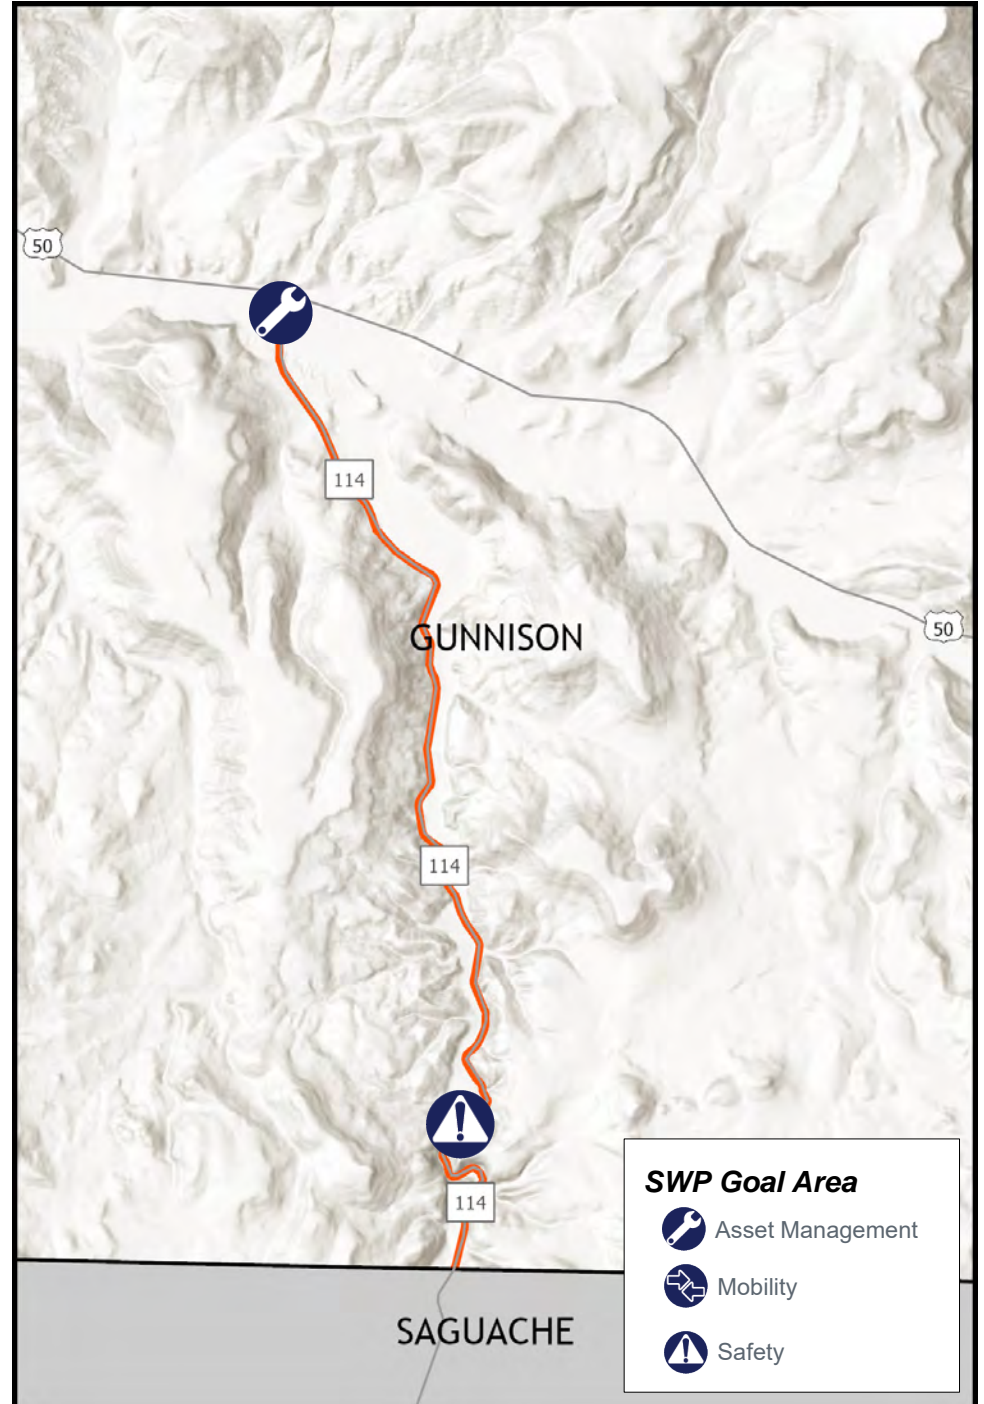 50
114
GUNNISON
50
114
114
SWP Goal Area
Asset Management
Mobility
Safety
SAGUACHE